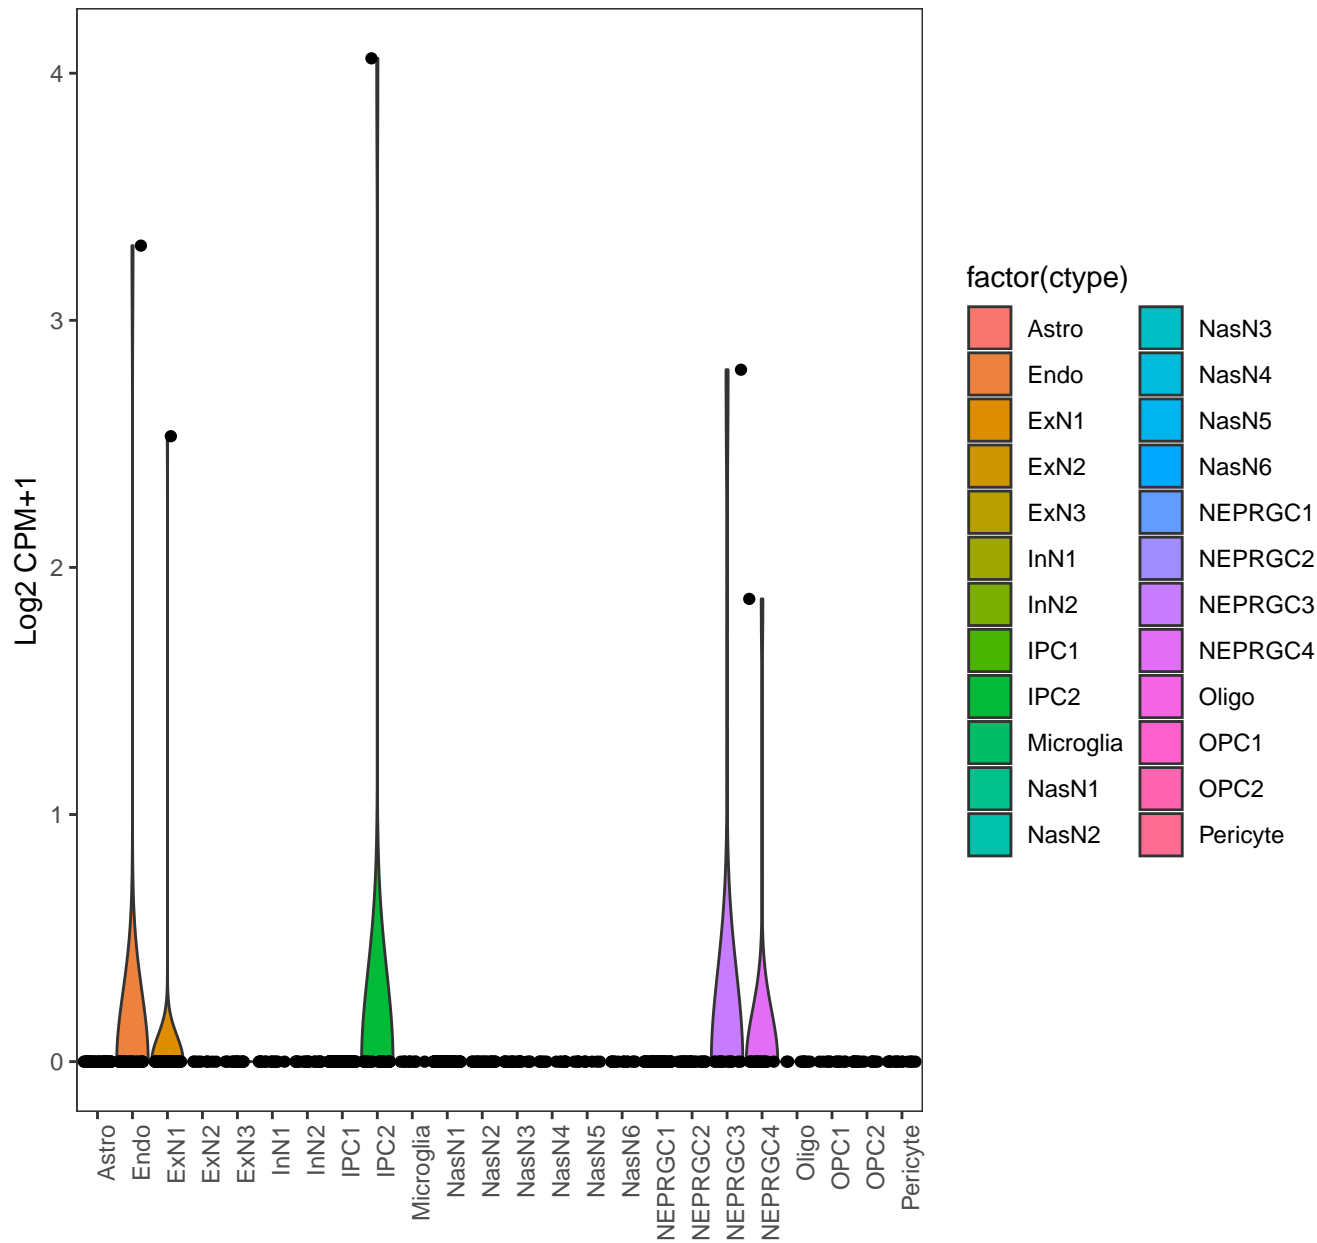 Log2 CPM+1
4
3
2
1
0
Astro
Endo
ExN1
ExN2
ExN3
InN1
InN2
IPC1
IPC2
Microglia
NasN1
NasN2
NasN3
NasN4
NasN5
NasN6
NEPRGC1
NEPRGC2
NEPRGC3
NEPRGC4
Oligo
OPC1
OPC2
Pericyte
factor(ctype)
Astro
Endo
ExN1
ExN2
ExN3
InN1
InN2
IPC1
IPC2
Microglia
NasN1
NasN2
NasN3
NasN4
NasN5
NasN6
NEPRGC1
NEPRGC2
NEPRGC3
NEPRGC4
Oligo
OPC1
OPC2
Pericyte